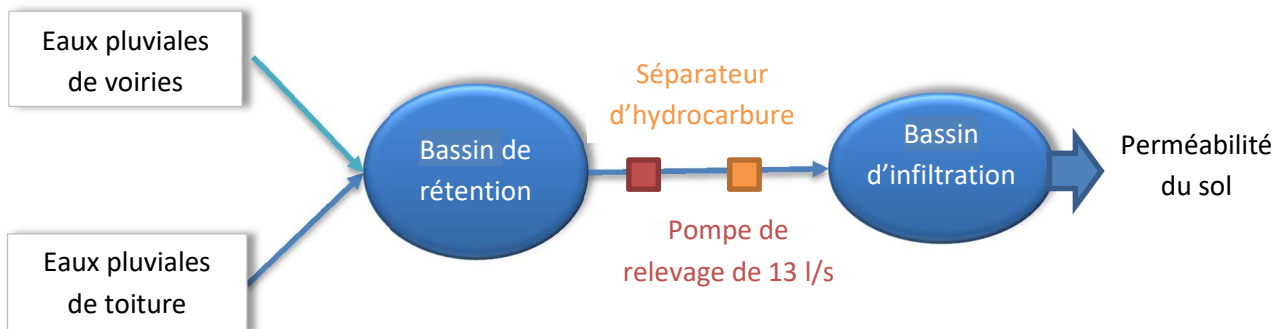 Eaux pluviales
de voiries
Eaux pluviales
de toiture
Bassin de
rétention
Séparateur
d’hydrocarbure
Pompe de
relevage de 13 l/s
Bassin
d’infiltration
Perméabilité
du sol